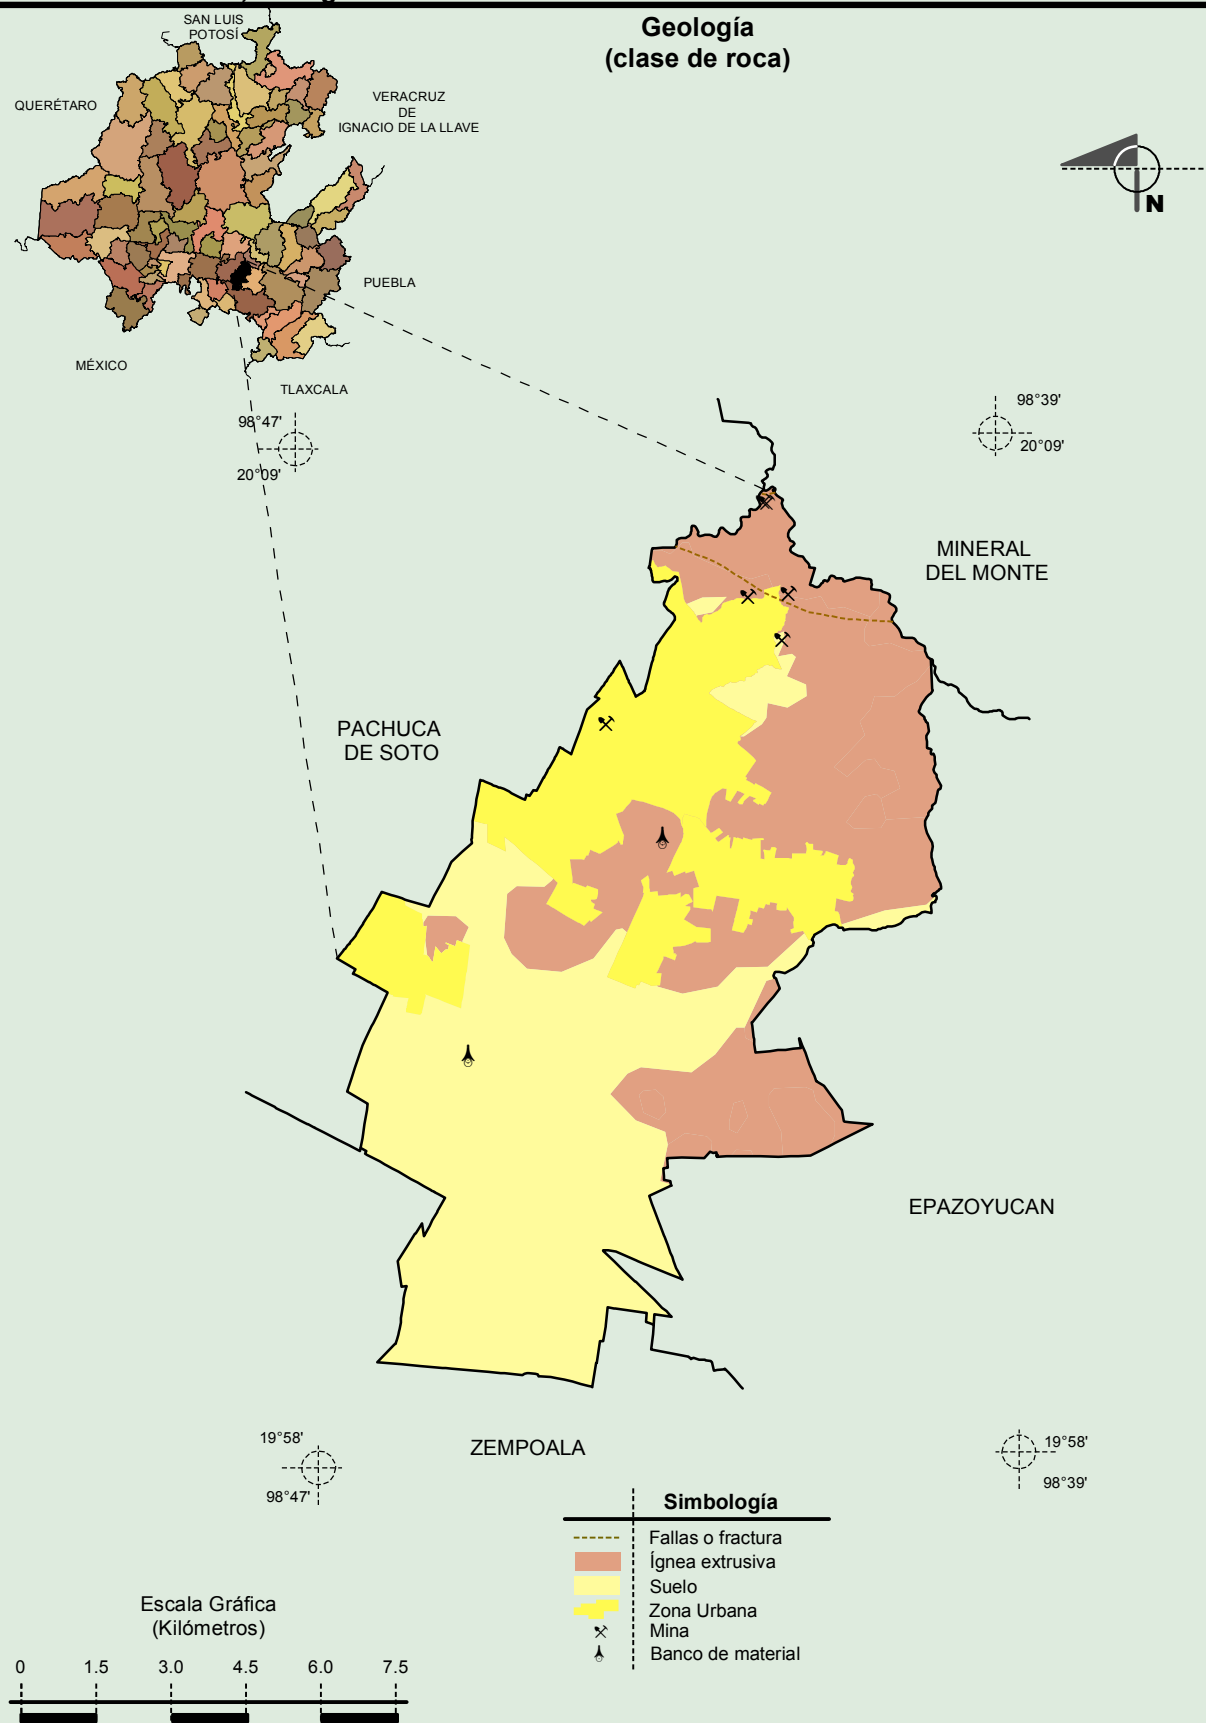 Geología
(clase de roca)
SAN LUIS
POTOSÍ
QUERÉTARO
VERACRUZ
DE
IGNACIO DE LA LLAVE
N
PUEBLA
MÉXICO
TLAXCALA
98°47'
20°09'
98°39'
20°09'
MINERAL
DEL MONTE
PACHUCA
DE SOTO
EPAZOYUCAN
ZEMPOALA
19°58'
98°47'
19°58'
98°39'
Simbología
Fallas o fractura
Ígnea extrusiva
Suelo
Zona Urbana
Mina
Banco de material
Escala Gráfica
(Kilómetros)
0 1.5 3.0 4.5 6.0 7.5